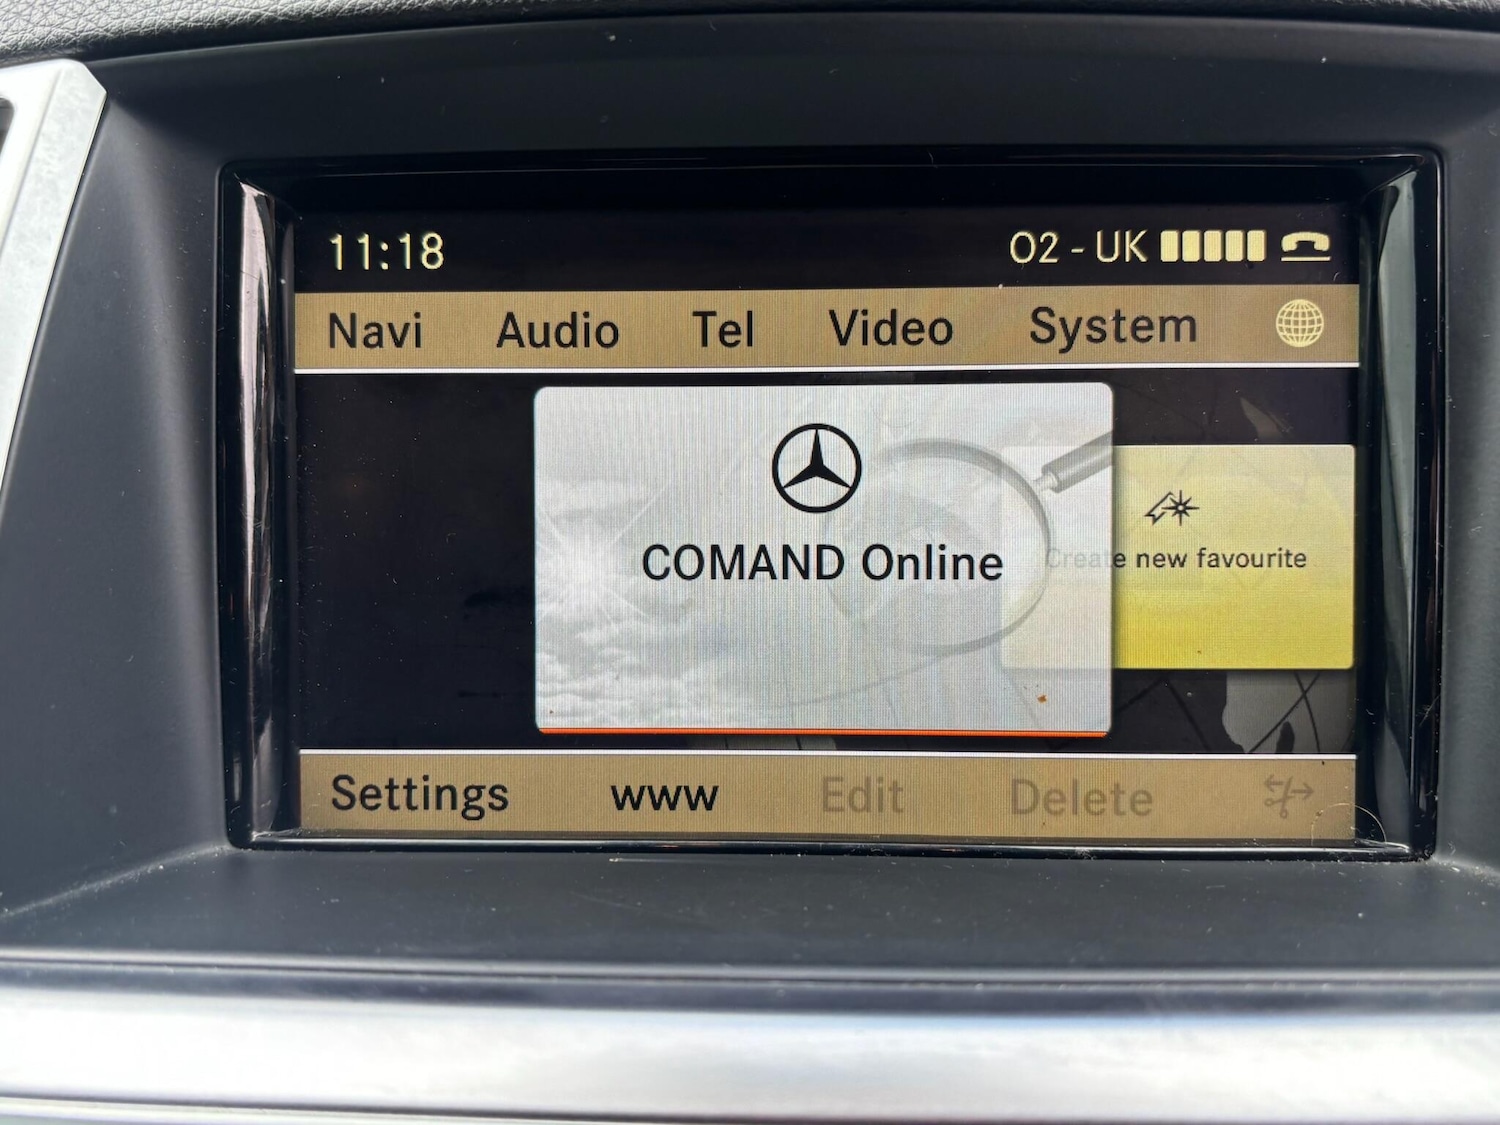 11:18 O2 - UK
Navi Audio Tel Video System
COMAND Online
Create new favourite
Settings www Edit Delete